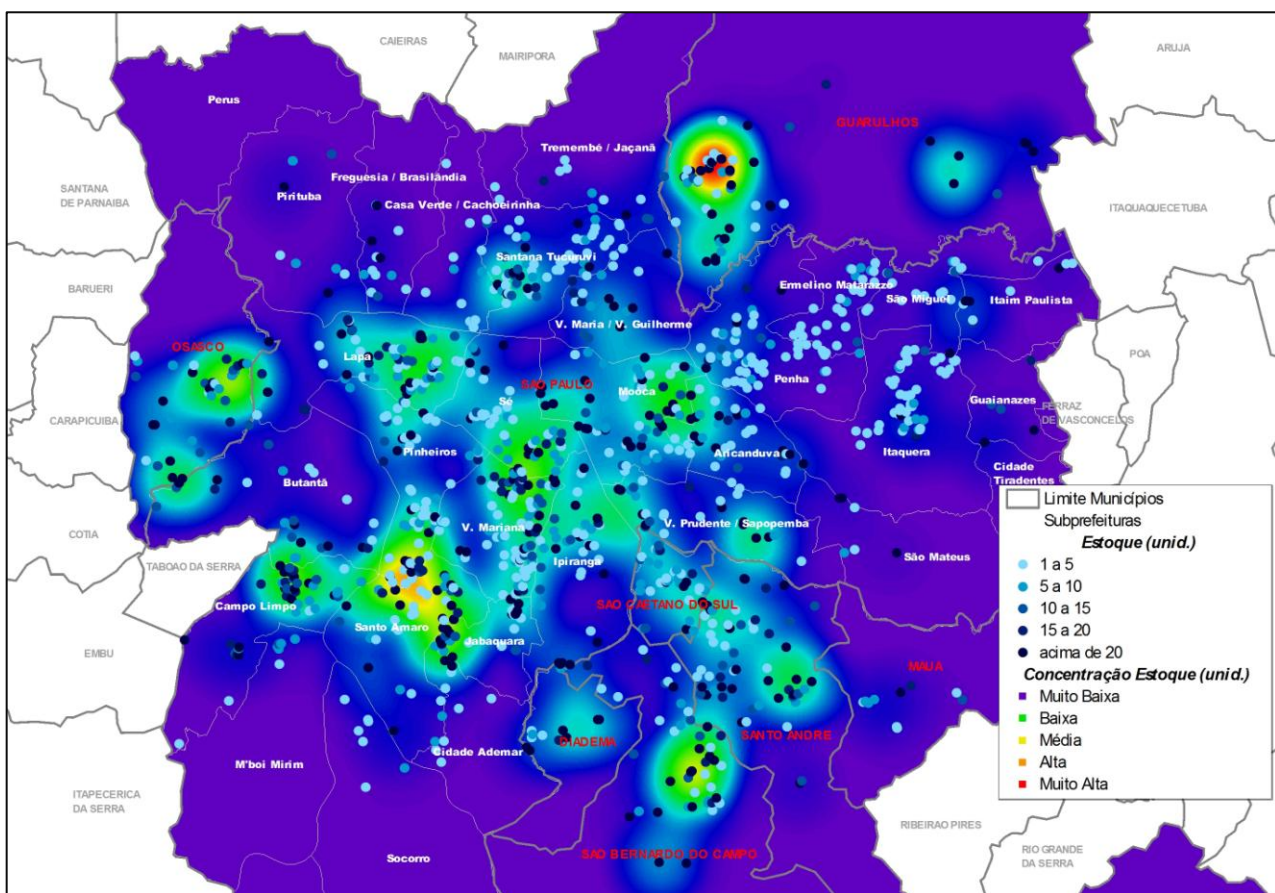 CAIEIRAS
MAIRIPORA
ARUJA
Perus
GUARULHOS
Tremembé / Jaçanã
Freguesia / Brasilândia
Pirituba
Casa Verde / Cachoeirinha
SANTANA
DE PARNAIBA
ITAQUAQUECETUBA
Santana Tucuruvi
Ermelino Matarazzo
São Miguel
Itaim Paulista
BARUERI
V. Maria / V. Guilherme
OSASCO
Lapa
POA
SAO PAULO
Mooca
Penha
Sé
Guaianazes
FERRAZ
DE VASCONCELOS
CARAPICUIBA
Pinheiros
Aricanduva
Itaquera
Cidade
Tiradentes
Butantã
V. Mariana
V. Prudente / Sapopemba
COTIA
São Mateus
TABOAO DA SERRA
Ipiranga
Campo Limpo
SAO CAETANO DO SUL
Santo Amaro
Jabaquara
EMBU
MAUA
SANTO ANDRE
DIADEMA
Cidade Ademar
M'boi Mirim
ITAPECERICA
DA SERRA
RIBEIRAO PIRES
Socorro
SAO BERNARDO DO CAMPO
RIO GRANDE
DA SERRA
Limite Municípios
Subprefeituras
Estoque (unid.)
1 a 5
5 a 10
10 a 15
15 a 20
acima de 20
Concentração Estoque (unid.)
Muito Baixa
Baixa
Média
Alta
Muito Alta